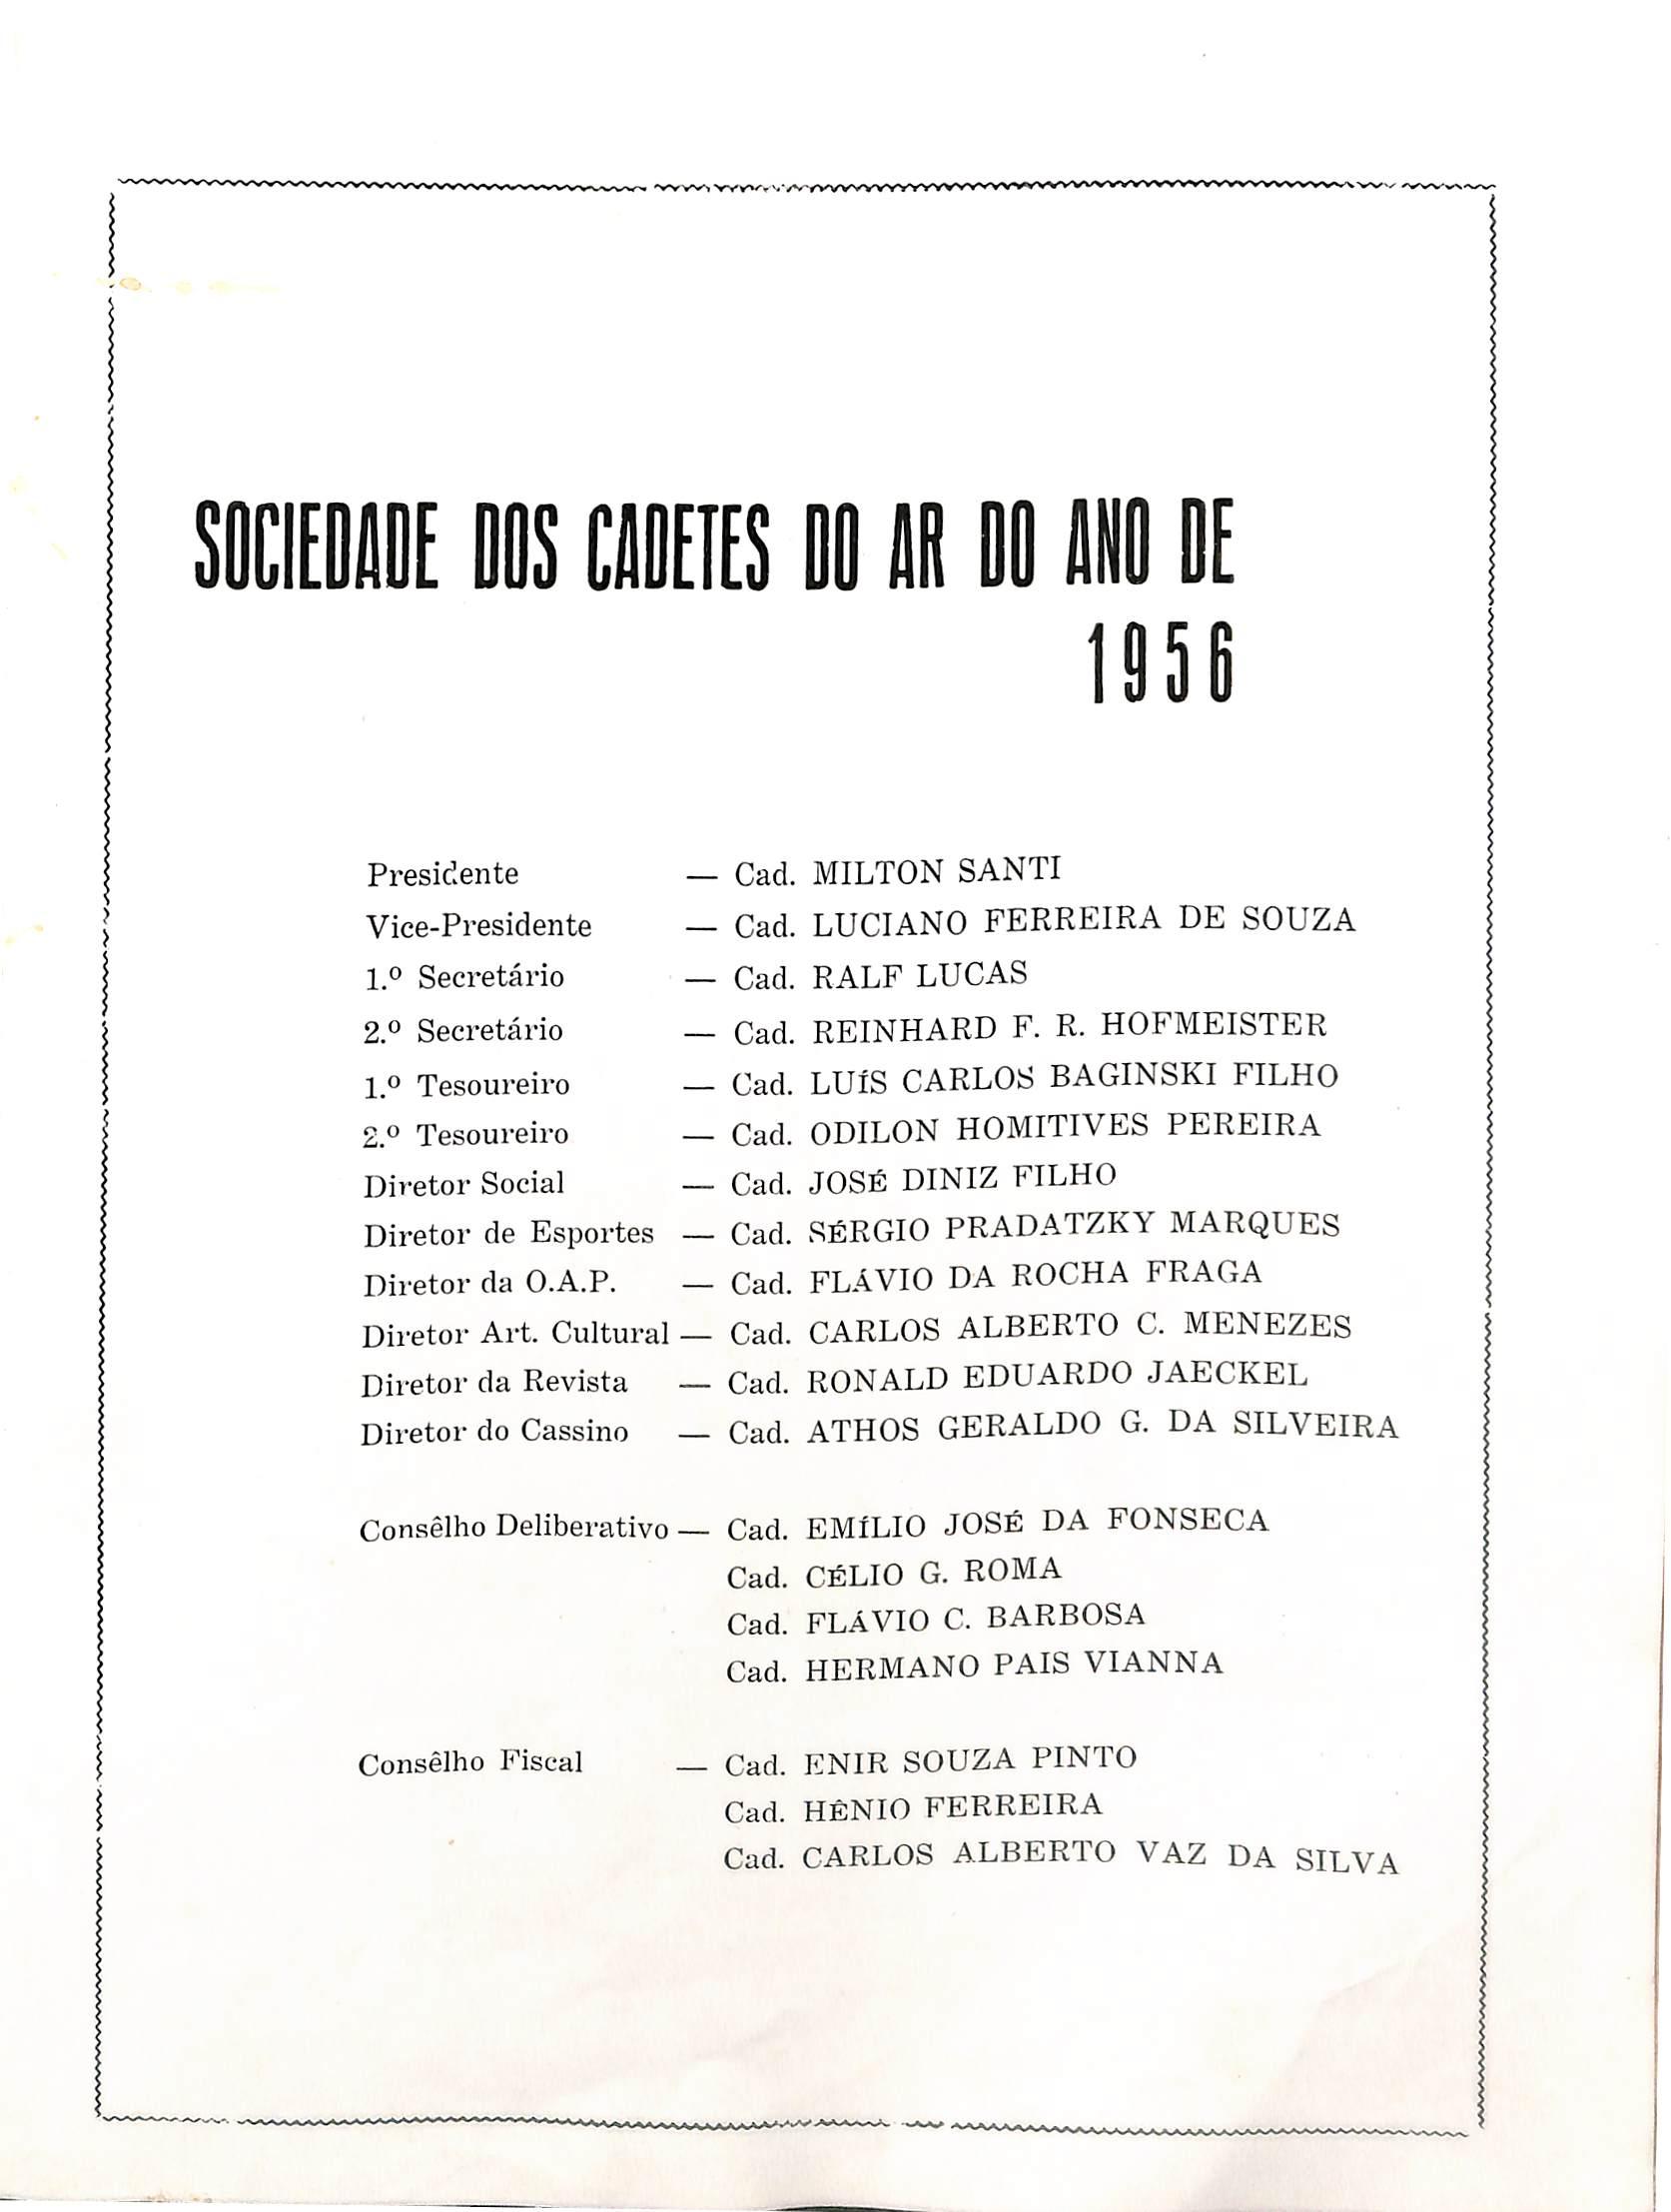 SOCIEDADE DOS CADETES DO AR DO ANO DE
1956
Presidente — Cad. MILTON SANTI
Vice-Presidente — Cad. LUCIANO FERREIRA DE SOUZA
1.º Secretário — Cad. RALF LUCAS
2.º Secretário — Cad. REINHARD F. R. HOFMEISTER
1.º Tesoureiro — Cad. LUÍS CARLOS BAGINSKI FILHO
2.º Tesoureiro — Cad. ODILON HOMITIVES PEREIRA
Diretor Social — Cad. JOSÉ DINIZ FILHO
Diretor de Esportes — Cad. SÉRGIO PRADATZKY MARQUES
Diretor da O.A.P. — Cad. FLÁVIO DA ROCHA FRAGA
Diretor Art. Cultural — Cad. CARLOS ALBERTO C. MENEZES
Diretor da Revista — Cad. RONALD EDUARDO JAECKEL
Diretor do Cassino — Cad. ATHOS GERALDO G. DA SILVEIRA
Consêlho Deliberativo — Cad. EMÍLIO JOSÉ DA FONSECA
Cad. CÉLIO G. ROMA
Cad. FLÁVIO C. BARBOSA
Cad. HERMANO PAIS VIANNA
Consêlho Fiscal — Cad. ENIR SOUZA PINTO
Cad. HÊNIO FERREIRA
Cad. CARLOS ALBERTO VAZ DA SILVA